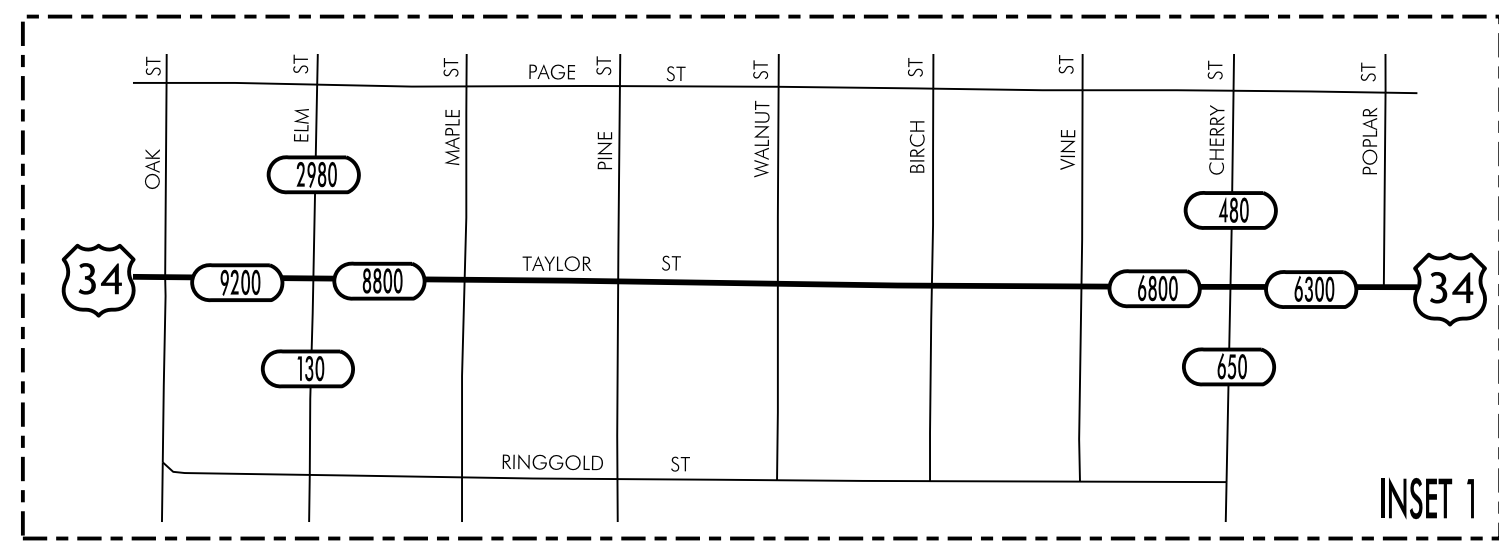 OAK ST
ELM ST
MAPLE ST
PINE ST
WALNUT ST
BIRCH ST
VINE ST
CHERRY ST
POPLAR ST
PAGE ST
2980
480
34 9200 8800 TAYLOR ST 6800 6300 34
130
650
RINGGOLD ST
INSET 1